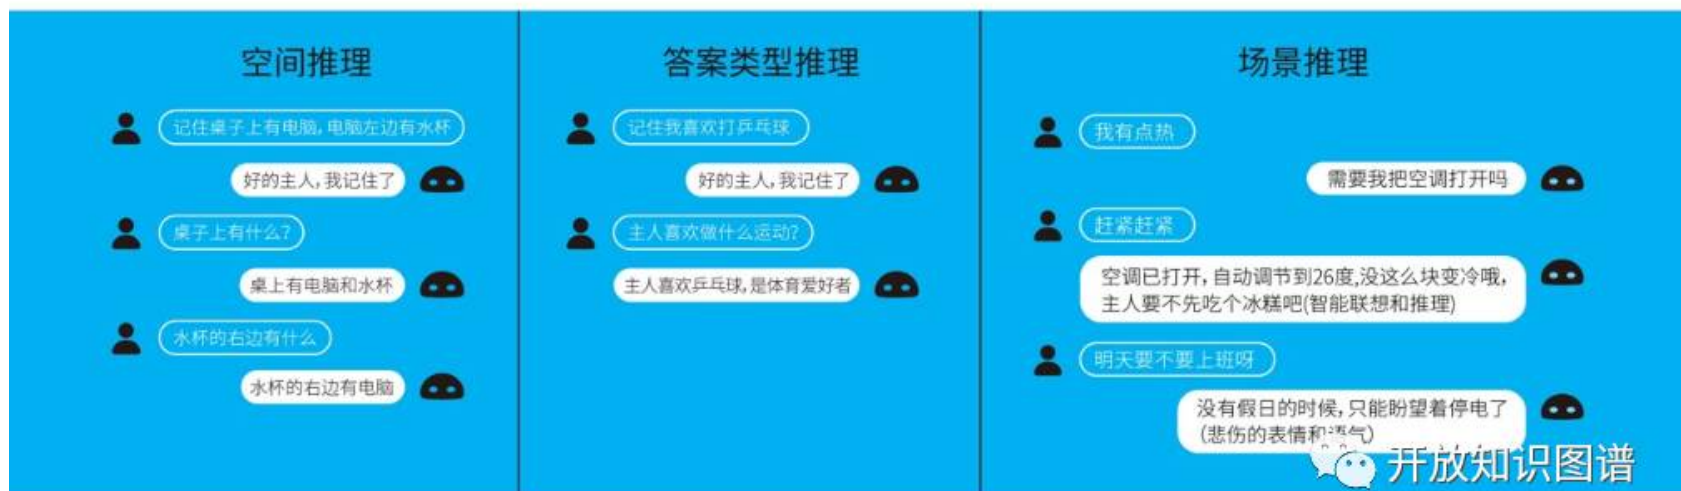 空间推理
记住桌子上有电脑,电脑左边有水杯
好的主人,我记住了
桌子上有什么?
桌上有电脑和水杯
水杯的右边有什么
水杯的右边有电脑
答案类型推理
记住我喜欢打乒乓球
好的主人,我记住了
主人喜欢做什么运动?
主人喜欢乒乓球,是体育爱好者
场景推理
我有点热
需要我把空调打开吗
赶紧赶紧
空调已打开,自动调节到26度,没这么块变冷哦,
主人要不先吃个冰糕吧(智能联想和推理)
明天要不要上班呀
没有假日的时候,只能盼望着停电了
(悲伤的表情和语气)
开放知识图谱